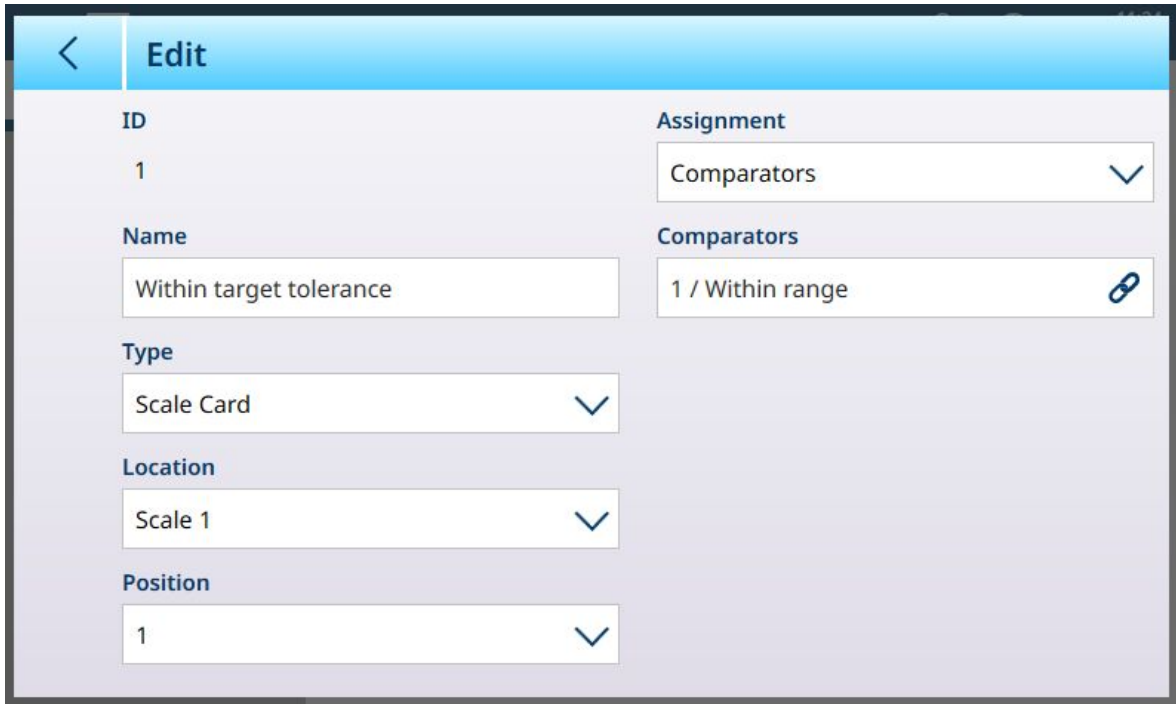 Edit
ID
1
Name
Within target tolerance
Type
Scale Card
Location
Scale 1
Position
1
Assignment
Comparators
Comparators
1 / Within range